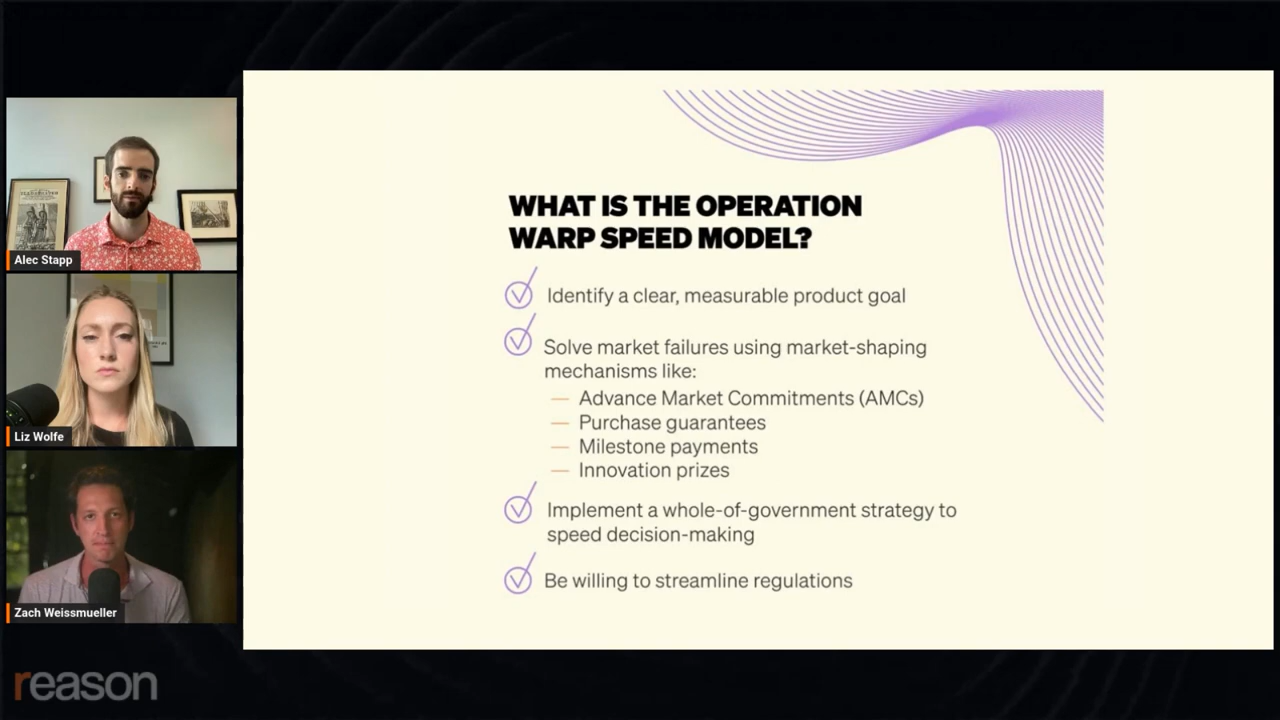 Alec Stapp
Liz Wolfe
Zach Weissmueller
reason
WHAT IS THE OPERATION
WARP SPEED MODEL?
Identify a clear, measurable product goal
Solve market failures using market-shaping
mechanisms like:
— Advance Market Commitments (AMCs)
— Purchase guarantees
— Milestone payments
— Innovation prizes
Implement a whole-of-government strategy to
speed decision-making
Be willing to streamline regulations